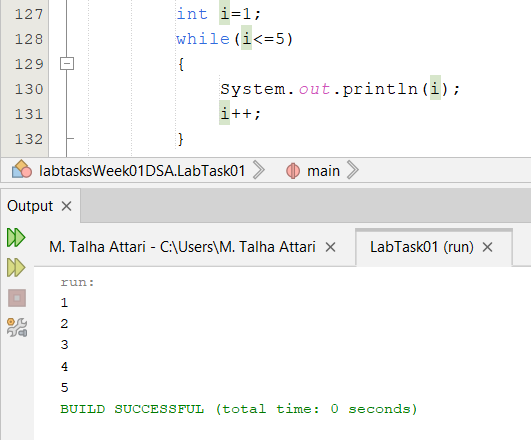 127 int i=1;
128 while(i<=5)
129 {
130 System.out.println(i);
131 i++;
132 }
labtasksWeek01DSA.LabTask01 main
Output
M. Talha Attari - C:\Users\M. Talha Attari LabTask01 (run)
run:
1
2
3
4
5
BUILD SUCCESSFUL (total time: 0 seconds)